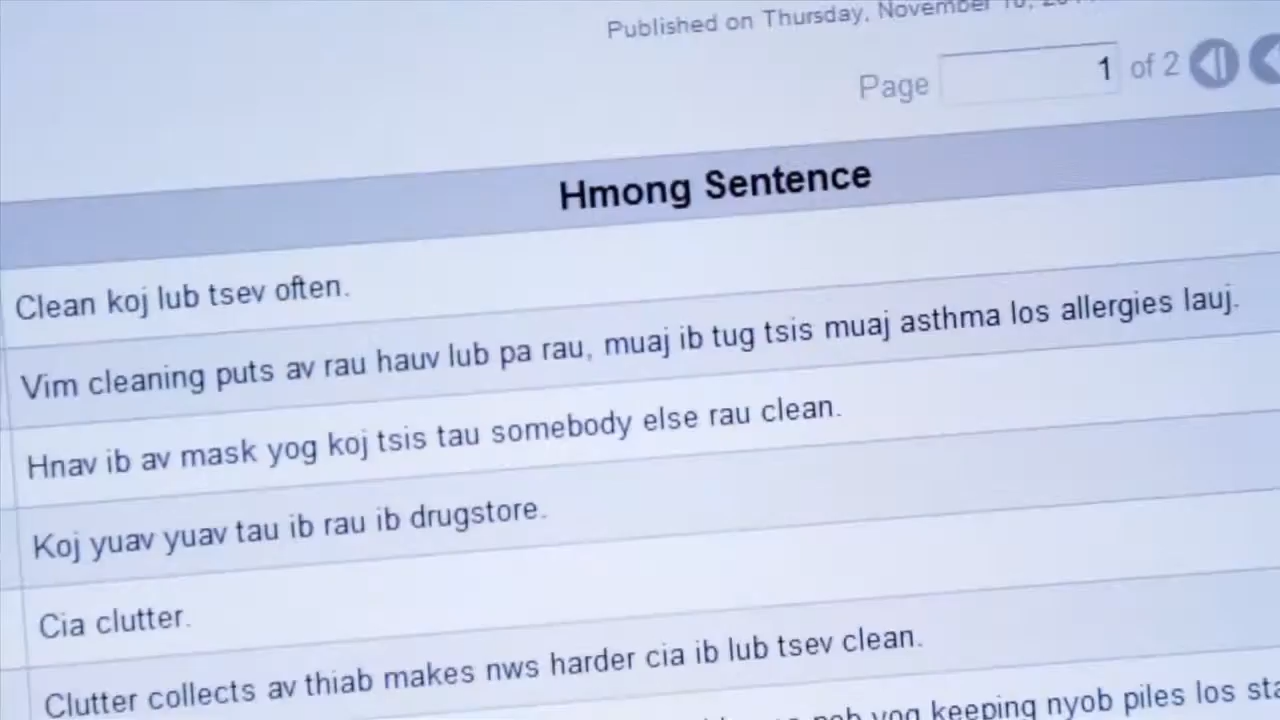 Published on Thursday, November
Page 1 of 2
Hmong Sentence
Clean koj lub tsev often.
Vim cleaning puts av rau hauv lub pa rau, muaj ib tug tsis muaj asthma los allergies lauj.
Hnav ib av mask yog koj tsis tau somebody else rau clean.
Koj yuav yuav tau ib rau ib drugstore.
Cia clutter.
Clutter collects av thiab makes nws harder cia ib lub tsev clean.
yog keeping nyob piles los